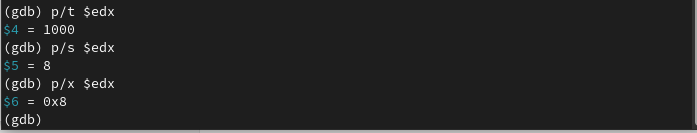 (gdb) p/t $edx
$4 = 1000
(gdb) p/s $edx
$5 = 8
(gdb) p/x $edx
$6 = 0x8
(gdb)